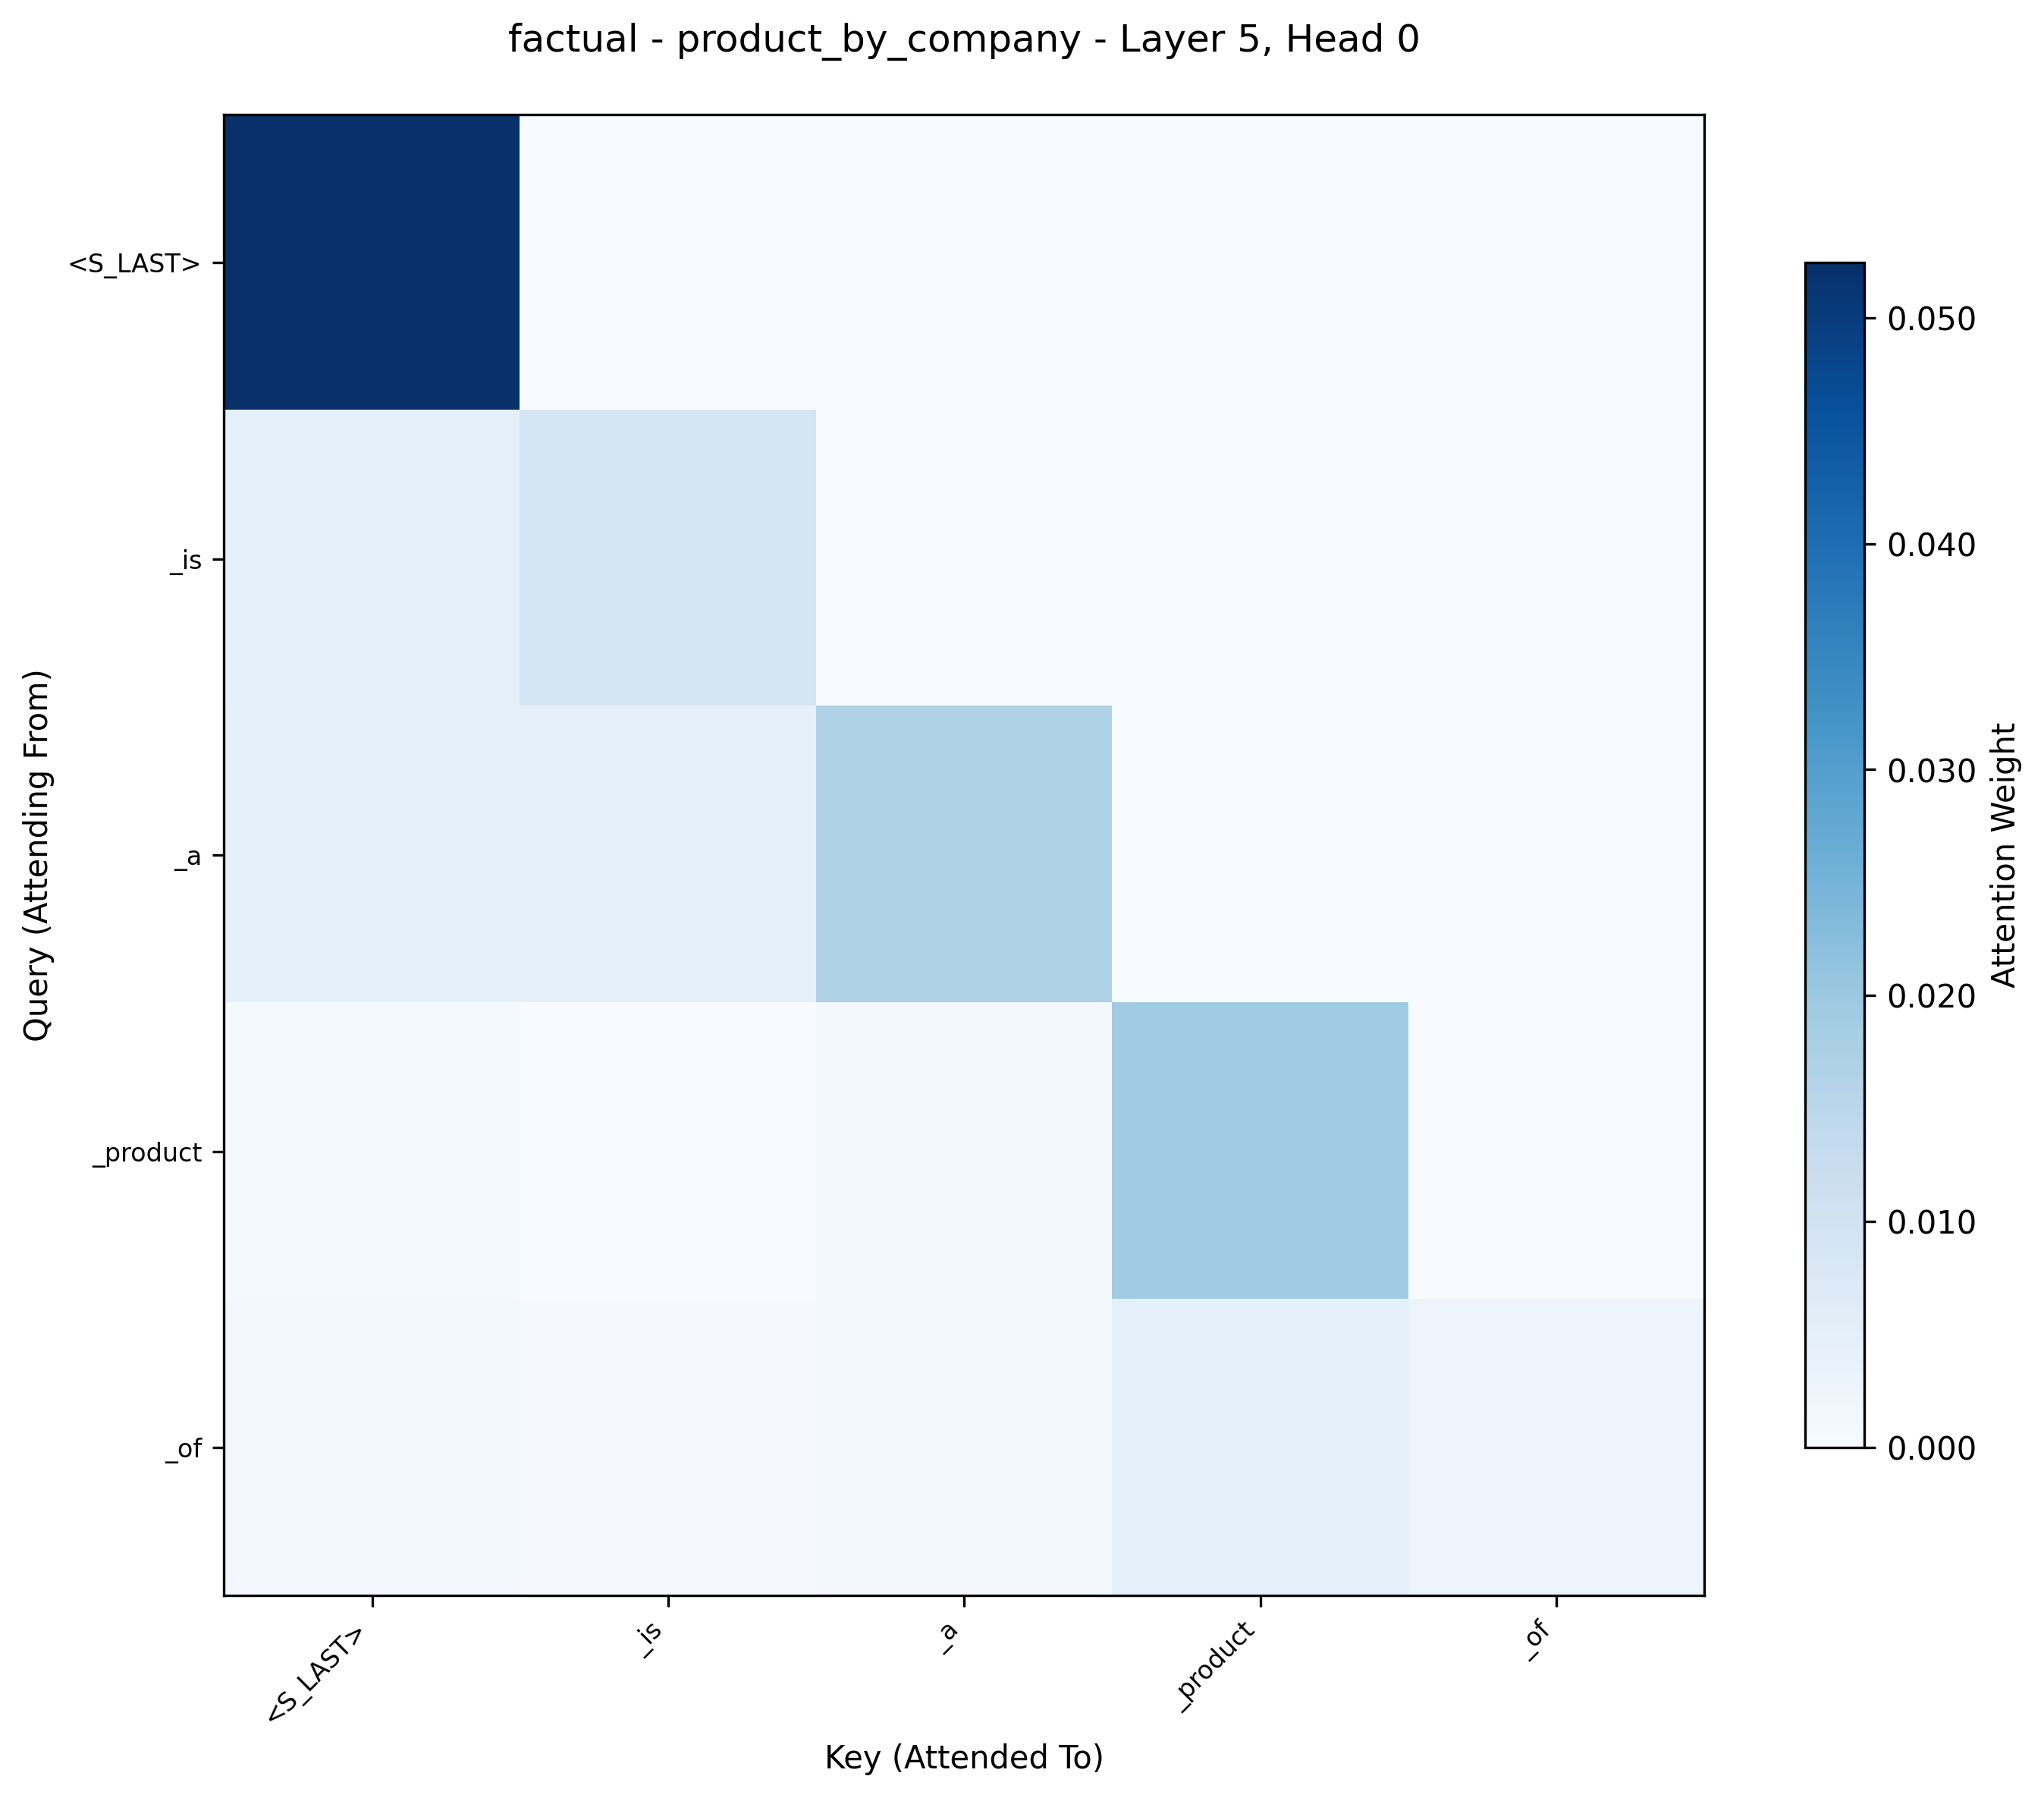 factual - product_by_company - Layer 5, Head 0
Query (Attending From)
<S_LAST>
_is
_a
_product
_of
<S_LAST>
_is
_a
_product
_of
Key (Attended To)
0.050
0.040
0.030
0.020
0.010
0.000
Attention Weight